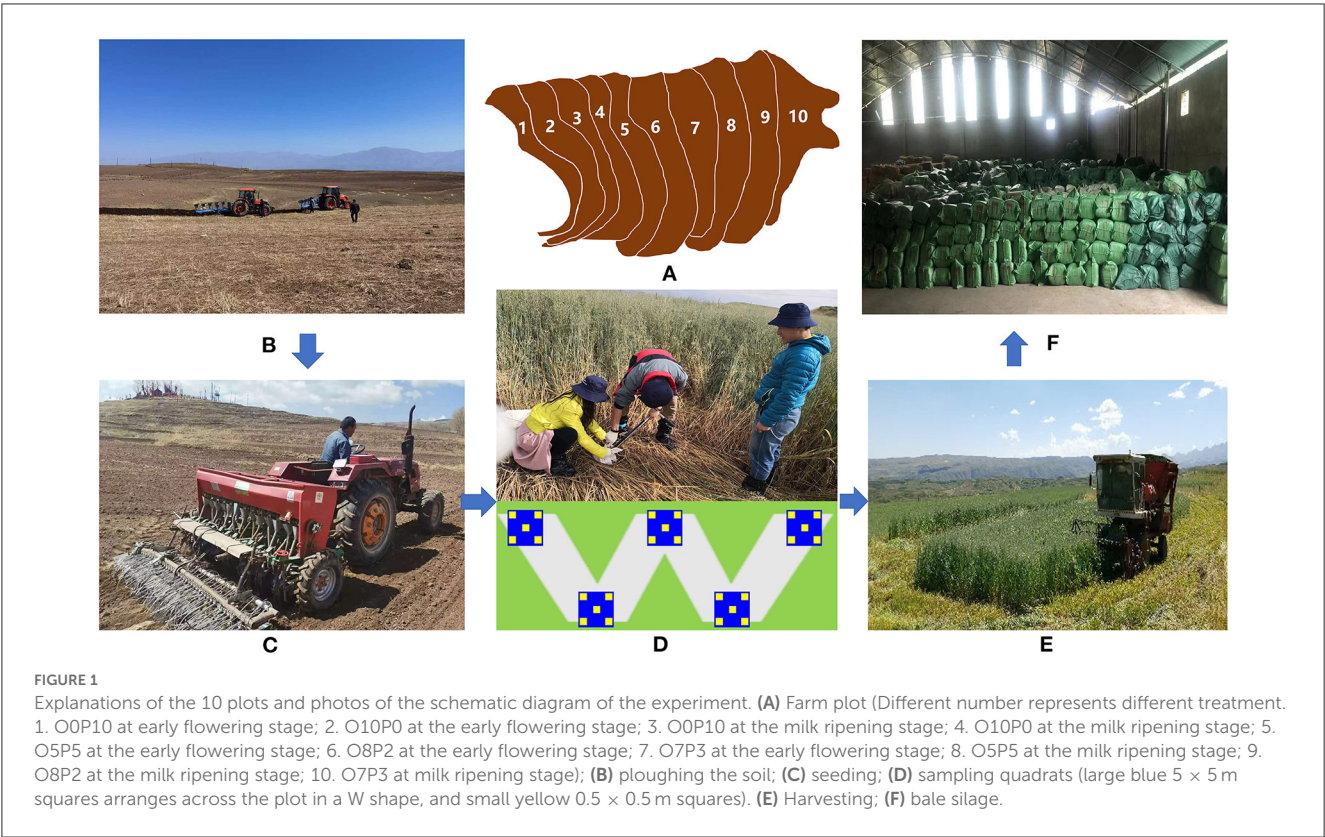 1 2 3 4 5 6 7 8 9 10
A
B
F
C
D
E
FIGURE 1
Explanations of the 10 plots and photos of the schematic diagram of the experiment. (A) Farm plot (Different number represents different treatment.
1. O0P10 at early flowering stage; 2. O10P0 at the early flowering stage; 3. O0P10 at the milk ripening stage; 4. O10P0 at the milk ripening stage; 5.
O5P5 at the early flowering stage; 6. O8P2 at the early flowering stage; 7. O7P3 at the early flowering stage; 8. O5P5 at the milk ripening stage; 9.
O8P2 at the milk ripening stage; 10. O7P3 at milk ripening stage); (B) ploughing the soil; (C) seeding; (D) sampling quadrats (large blue 5 × 5 m
squares arranges across the plot in a W shape, and small yellow 0.5 × 0.5 m squares). (E) Harvesting; (F) bale silage.